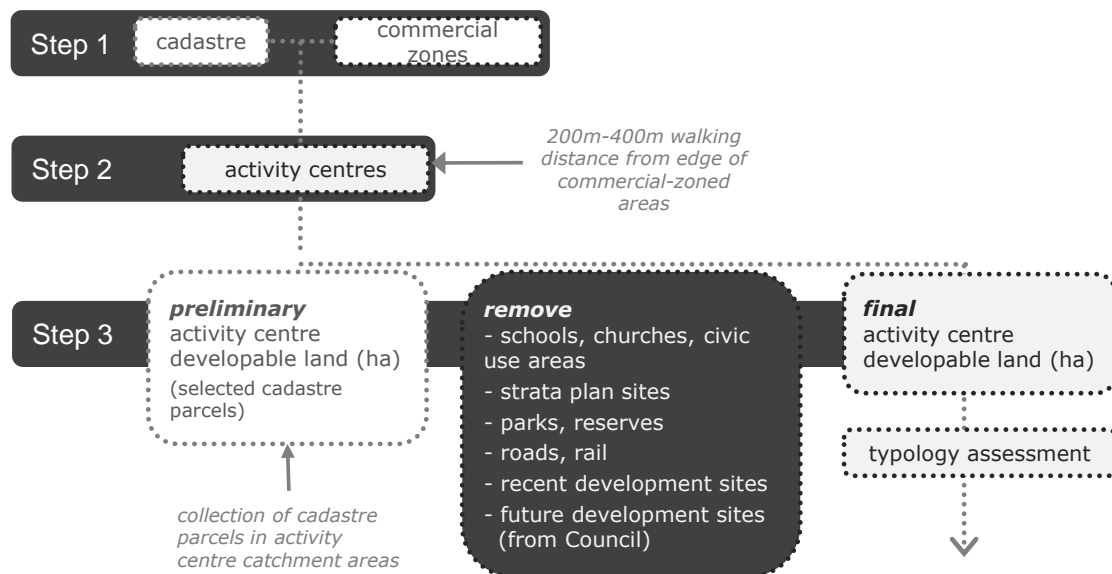 Step 1
cadastre
commercial
zones
Step 2
activity centres
200m-400m walking
distance from edge of
commercial-zoned
areas
Step 3
preliminary
activity centre
developable land (ha)
(selected cadastre
parcels)
remove
- schools, churches, civic
use areas
- strata plan sites
- parks, reserves
- roads, rail
- recent development sites
- future development sites
(from Council)
final
activity centre
developable land (ha)
typology assessment
collection of cadastre
parcels in activity
centre catchment areas